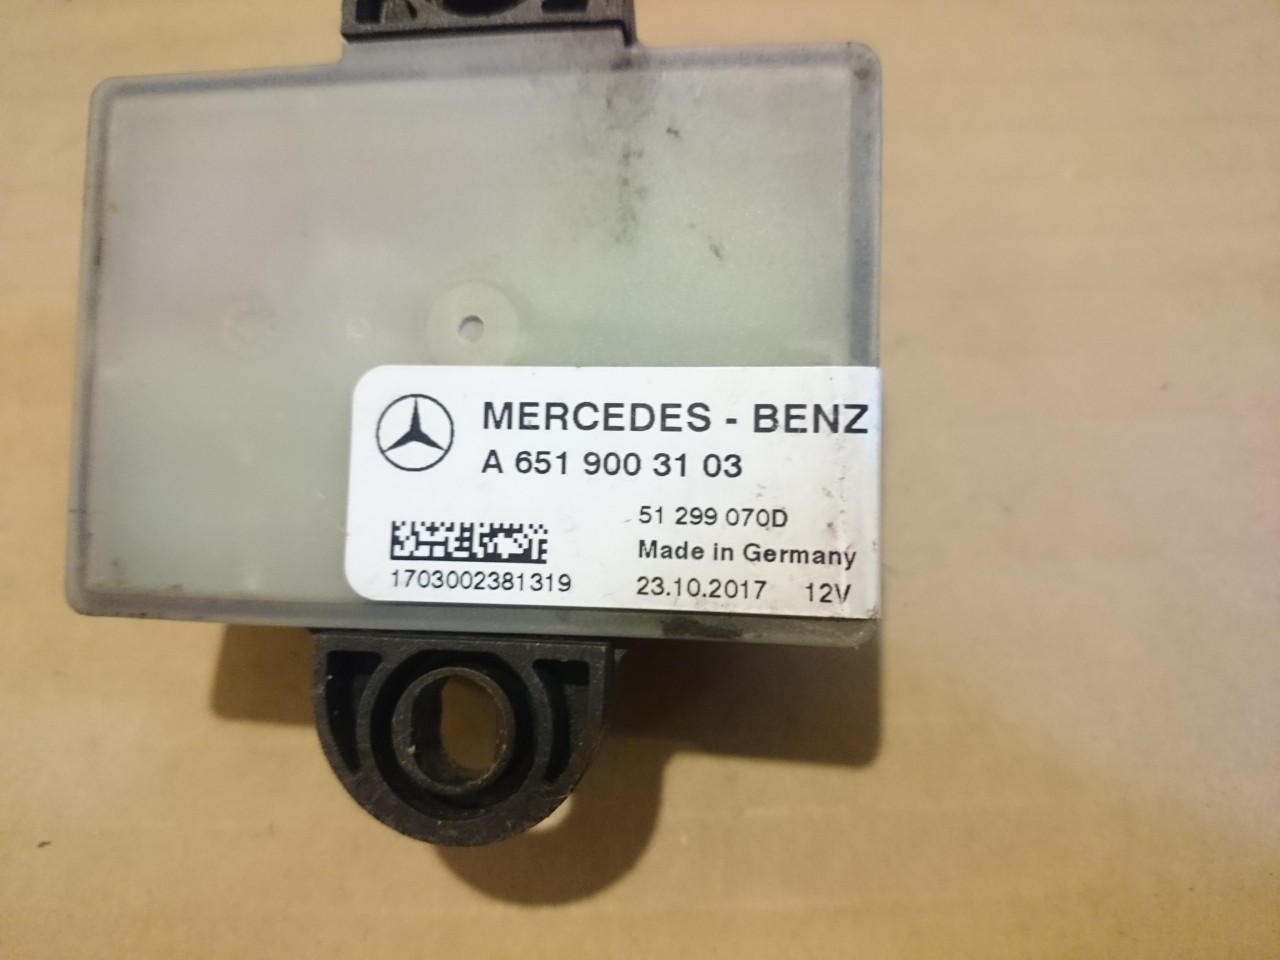 MERCEDES - BENZ
A 651 900 31 03
51 299 070D
Made in Germany
1703002381319
23.10.2017 12V